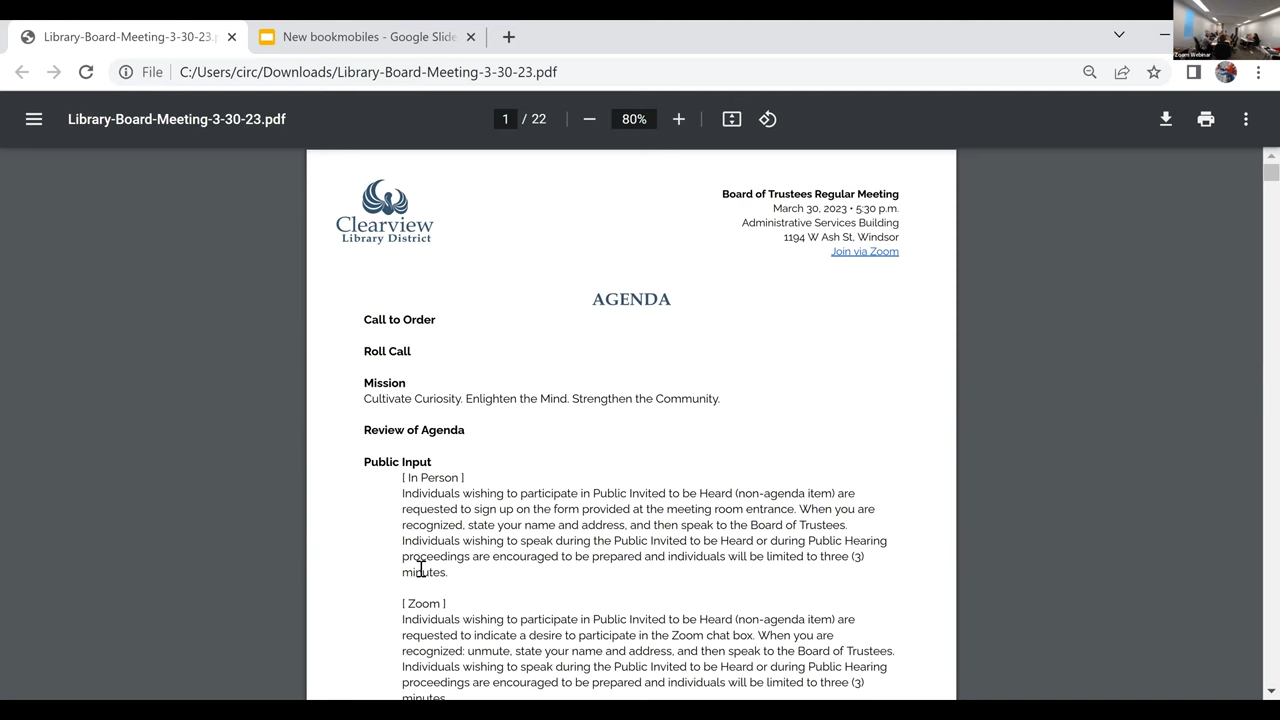 Library-Board-Meeting-3-30-23.p
New bookmobiles - Google Slide
File
C:/Users/circ/Downloads/Library-Board-Meeting-3-30-23.pdf
Zoom Webinar
Library-Board-Meeting-3-30-23.pdf
1 / 22
80%
Clearview
Library District
Board of Trustees Regular Meeting
March 30, 2023 • 5:30 p.m.
Administrative Services Building
1194 W Ash St, Windsor
Join via Zoom
AGENDA
Call to Order
Roll Call
Mission
Cultivate Curiosity. Enlighten the Mind. Strengthen the Community.
Review of Agenda
Public Input
[ In Person ]
Individuals wishing to participate in Public Invited to be Heard (non-agenda item) are
requested to sign up on the form provided at the meeting room entrance. When you are
recognized, state your name and address, and then speak to the Board of Trustees.
Individuals wishing to speak during the Public Invited to be Heard or during Public Hearing
proceedings are encouraged to be prepared and individuals will be limited to three (3)
minutes.
[ Zoom ]
Individuals wishing to participate in Public Invited to be Heard (non-agenda item) are
requested to indicate a desire to participate in the Zoom chat box. When you are
recognized: unmute, state your name and address, and then speak to the Board of Trustees.
Individuals wishing to speak during the Public Invited to be Heard or during Public Hearing
proceedings are encouraged to be prepared and individuals will be limited to three (3)
minutes.